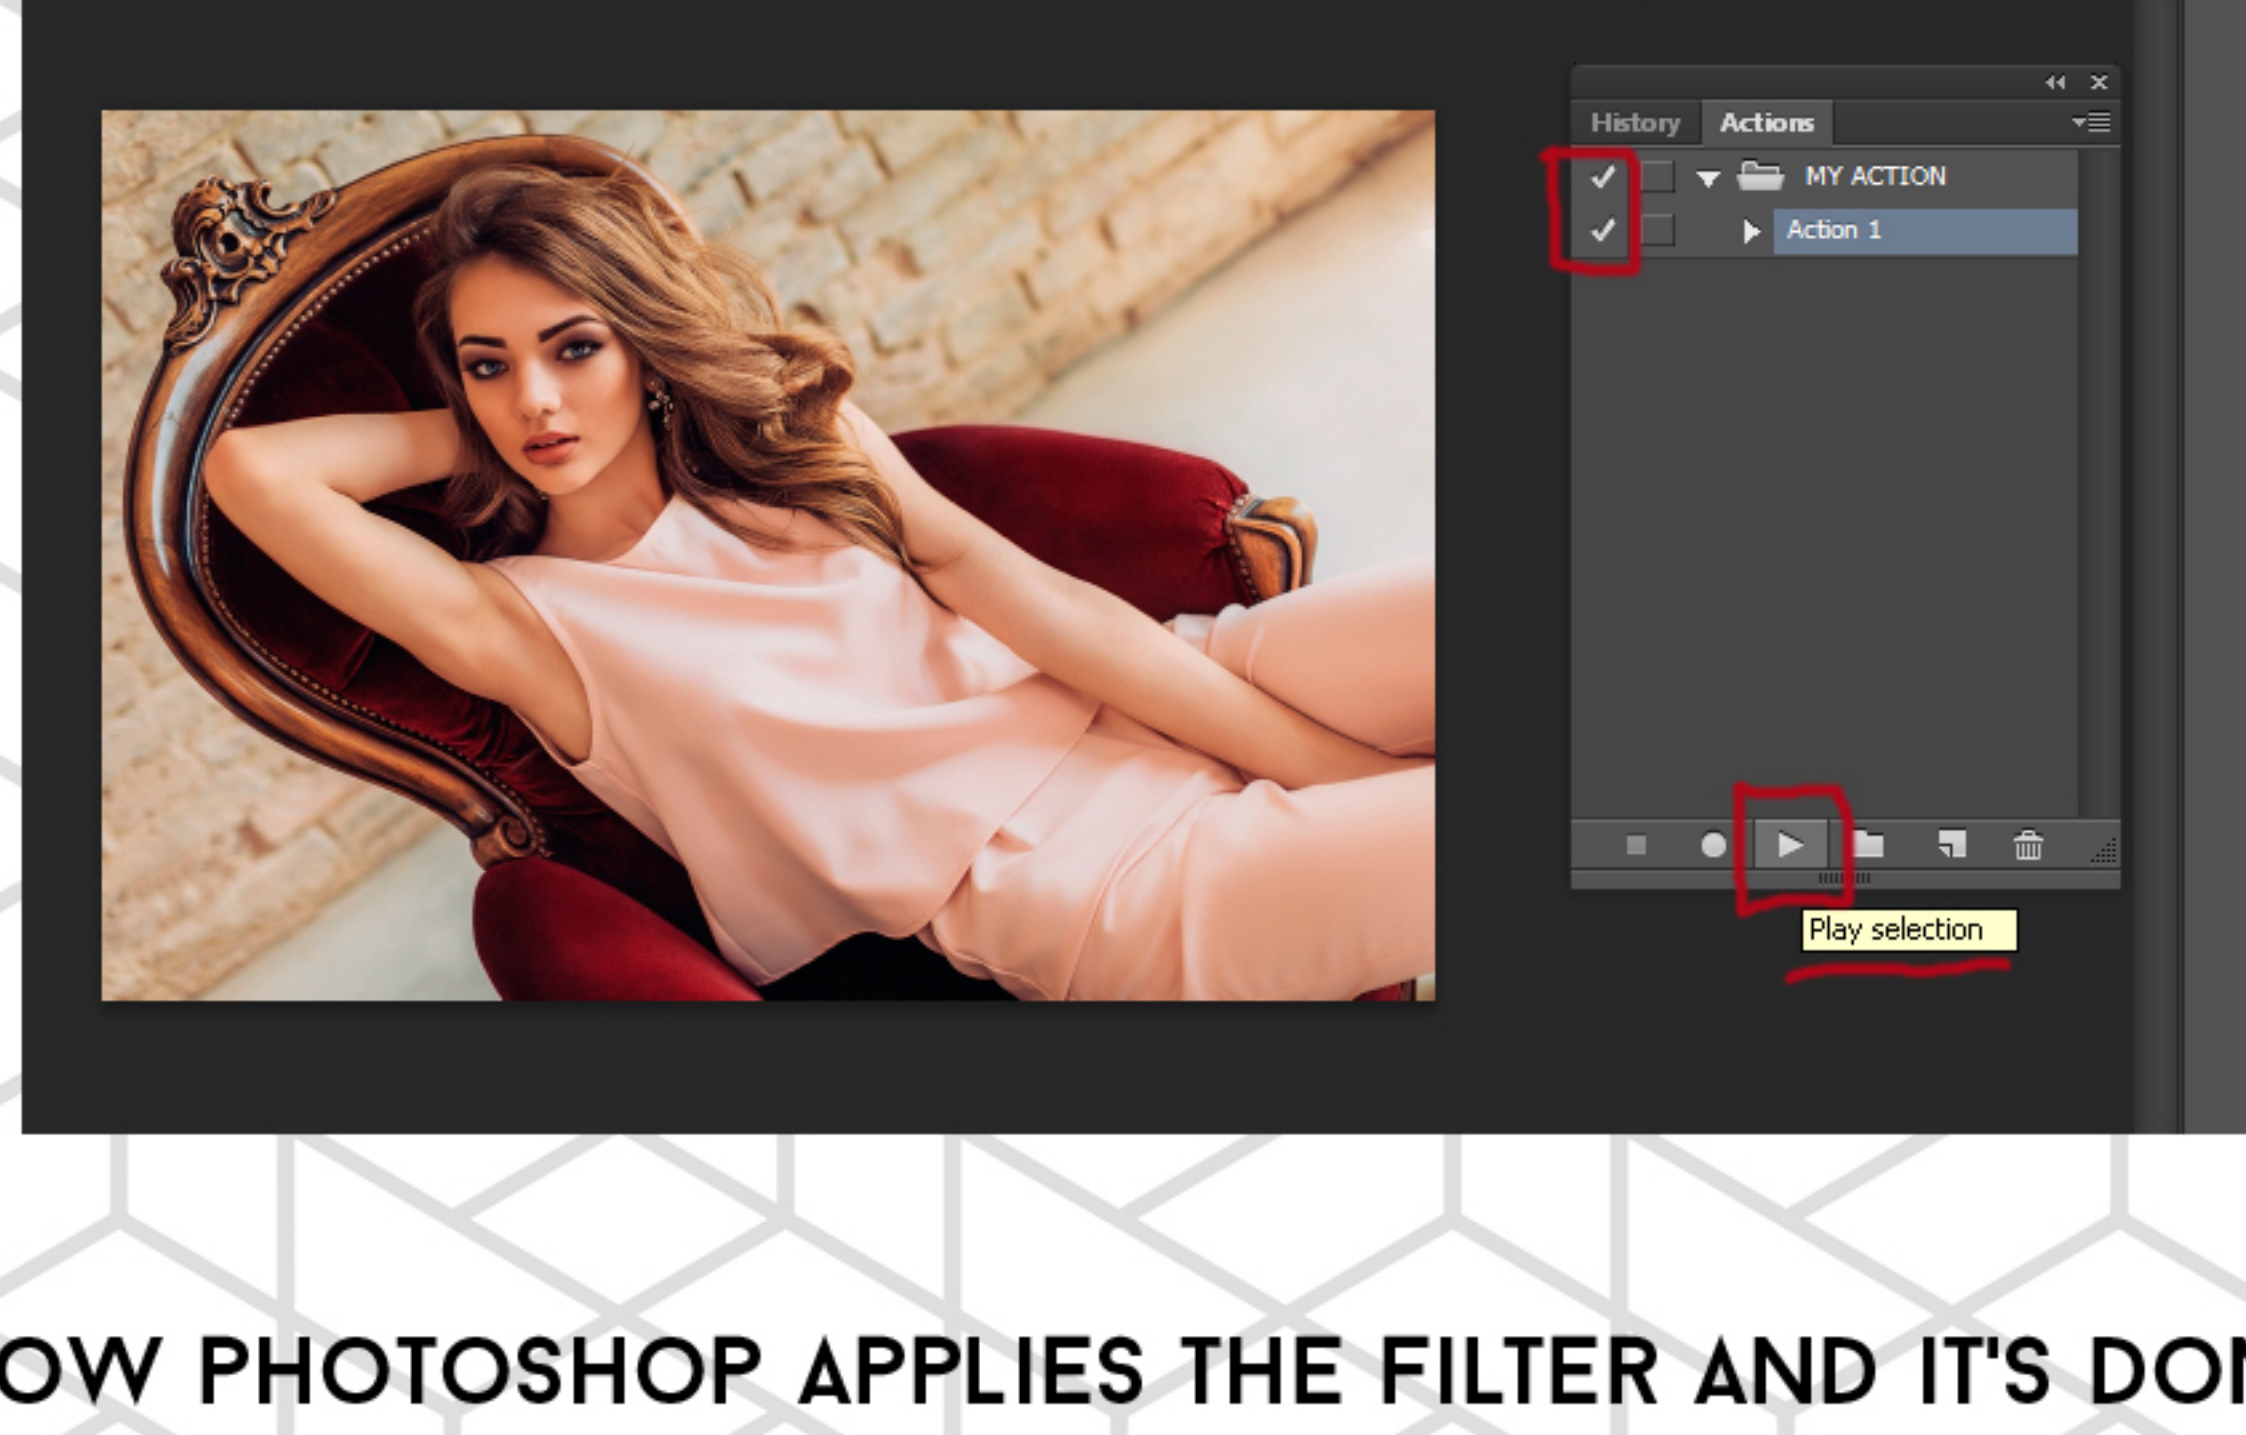 History Actions
MY ACTION
Action 1
Play selection
OW PHOTOSHOP APPLIES THE FILTER AND IT'S DON